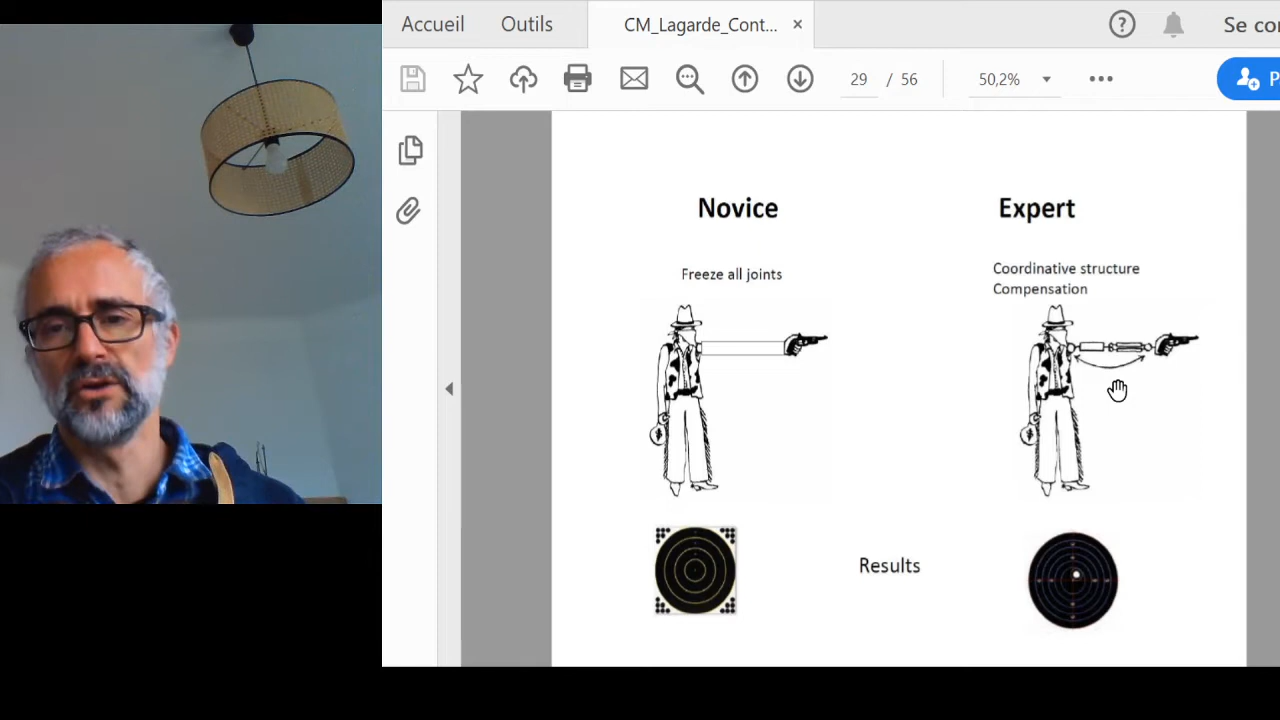 Accueil
Outils
CM_Lagarde_Cont...
Se co
29 / 56
50,2%
P
Novice
Expert
Freeze all joints
Coordinative structure
Compensation
Results